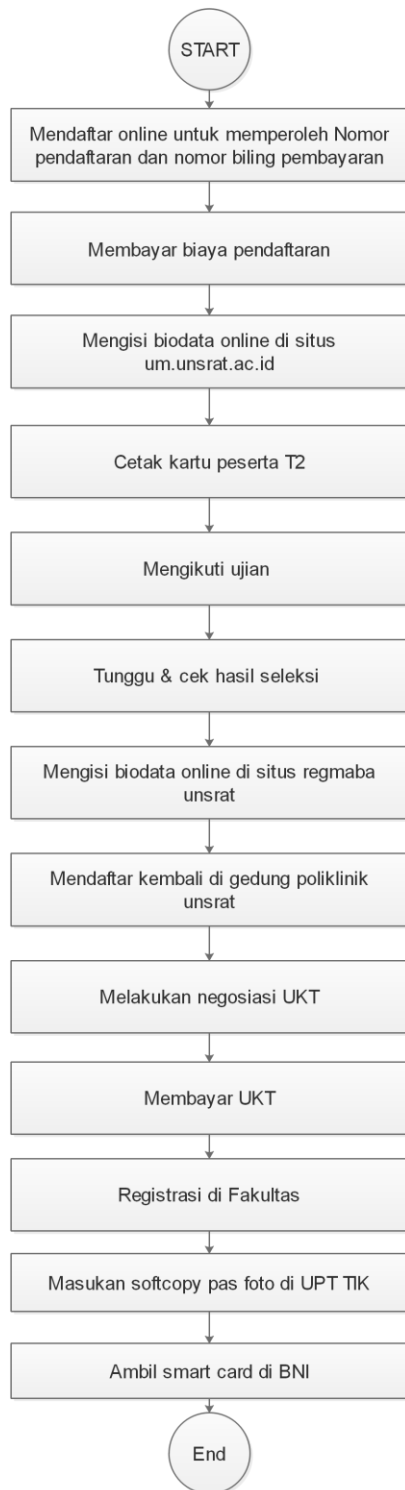 START
Mendaftar online untuk memperoleh Nomor
pendaftaran dan nomor biling pembayaran
Membayar biaya pendaftaran
Mengisi biodata online di situs
um.unsrat.ac.id
Cetak kartu peserta T2
Mengikuti ujian
Tunggu & cek hasil seleksi
Mengisi biodata online di situs regmaba
unsrat
Mendaftar kembali di gedung poliklinik
unsrat
Melakukan negosiasi UKT
Membayar UKT
Registrasi di Fakultas
Masukan softcopy pas foto di UPT TIK
Ambil smart card di BNI
End